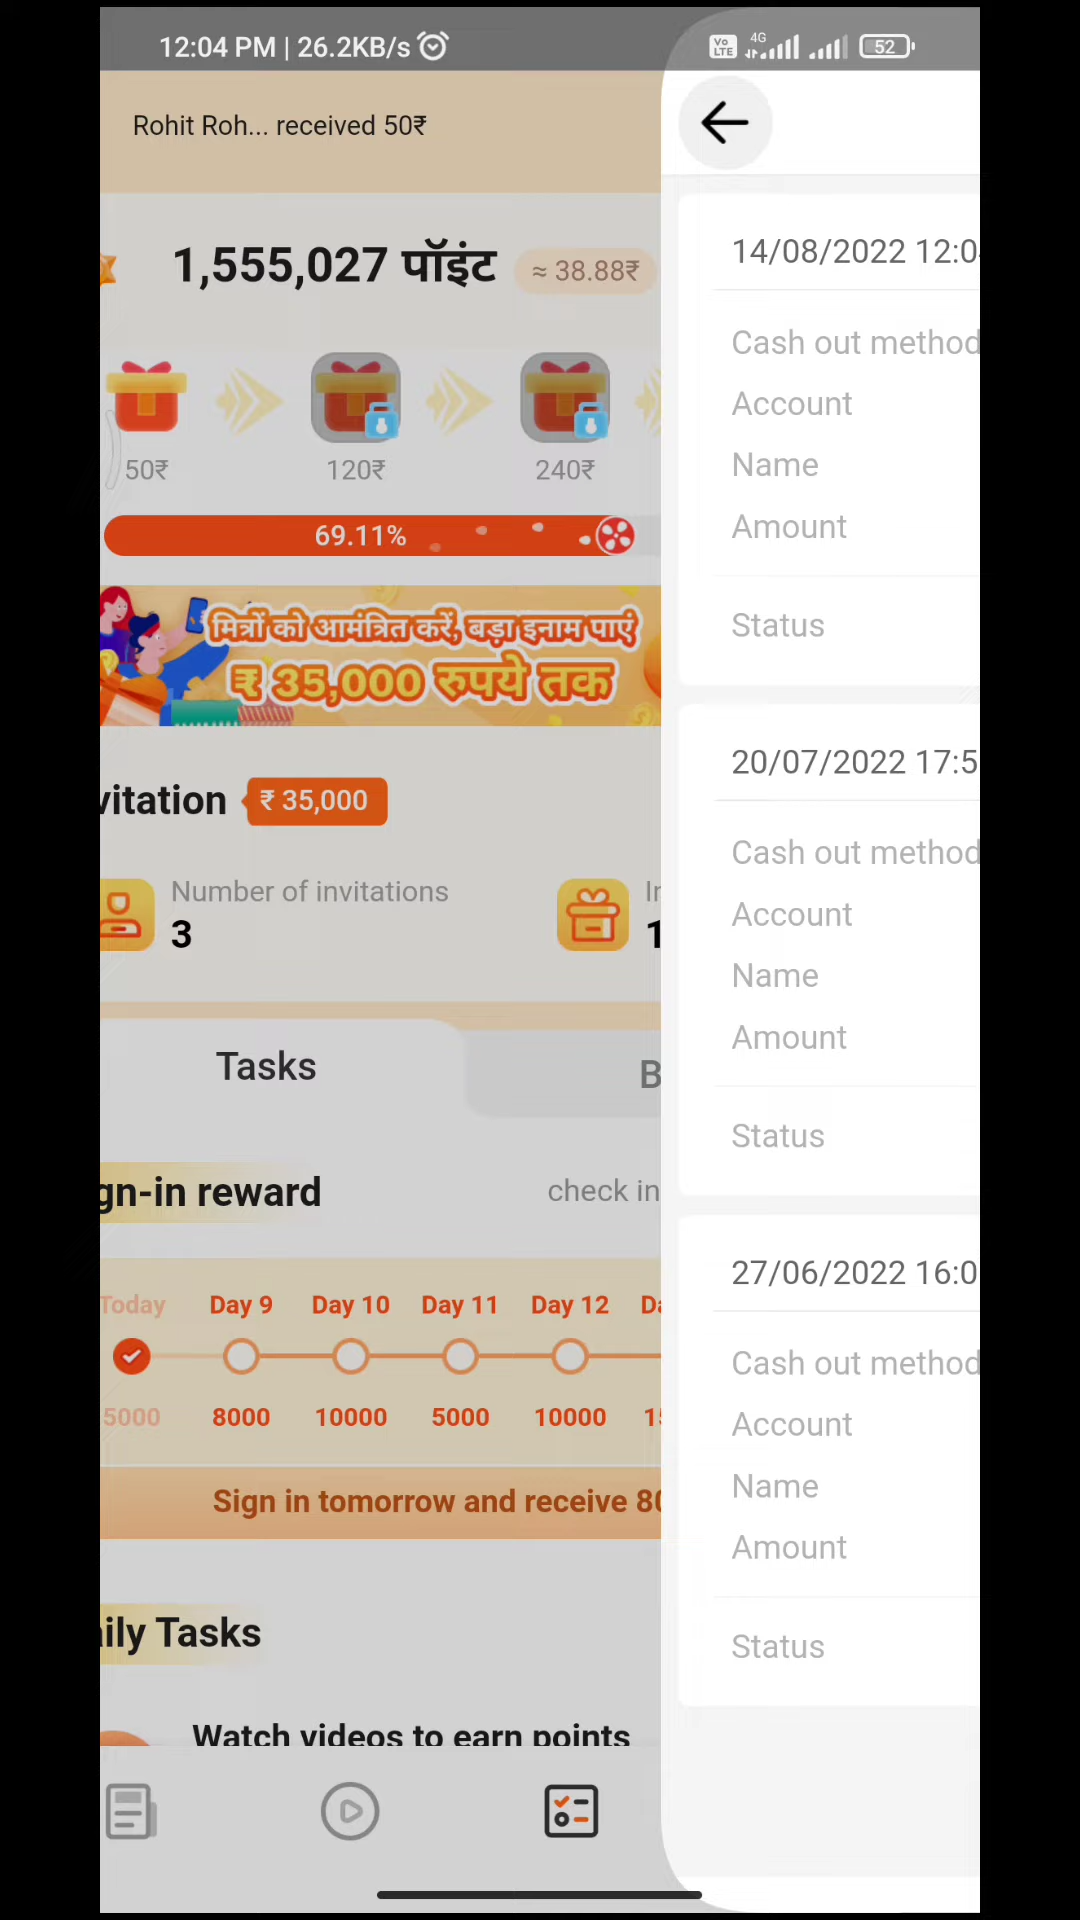 12:04 PM | 26.2KB/s
Vo LTE 4G 52
Rohit Roh... received 50₹
1,555,027 पॉइंट ≈ 38.88₹
50₹ 120₹ 240₹
69.11%
मित्रों को आमंत्रित करें, बड़ा इनाम पाएं
₹ 35,000 रुपये तक
vitation ₹ 35,000
Number of invitations
3
Tasks B
gn-in reward check in
Today Day 9 Day 10 Day 11 Day 12 Da
5000 8000 10000 5000 10000
Sign in tomorrow and receive 80
ily Tasks
Watch videos to earn points
14/08/2022 12:0
Cash out method
Account
Name
Amount
Status
20/07/2022 17:5
Cash out method
Account
Name
Amount
Status
27/06/2022 16:0
Cash out method
Account
Name
Amount
Status